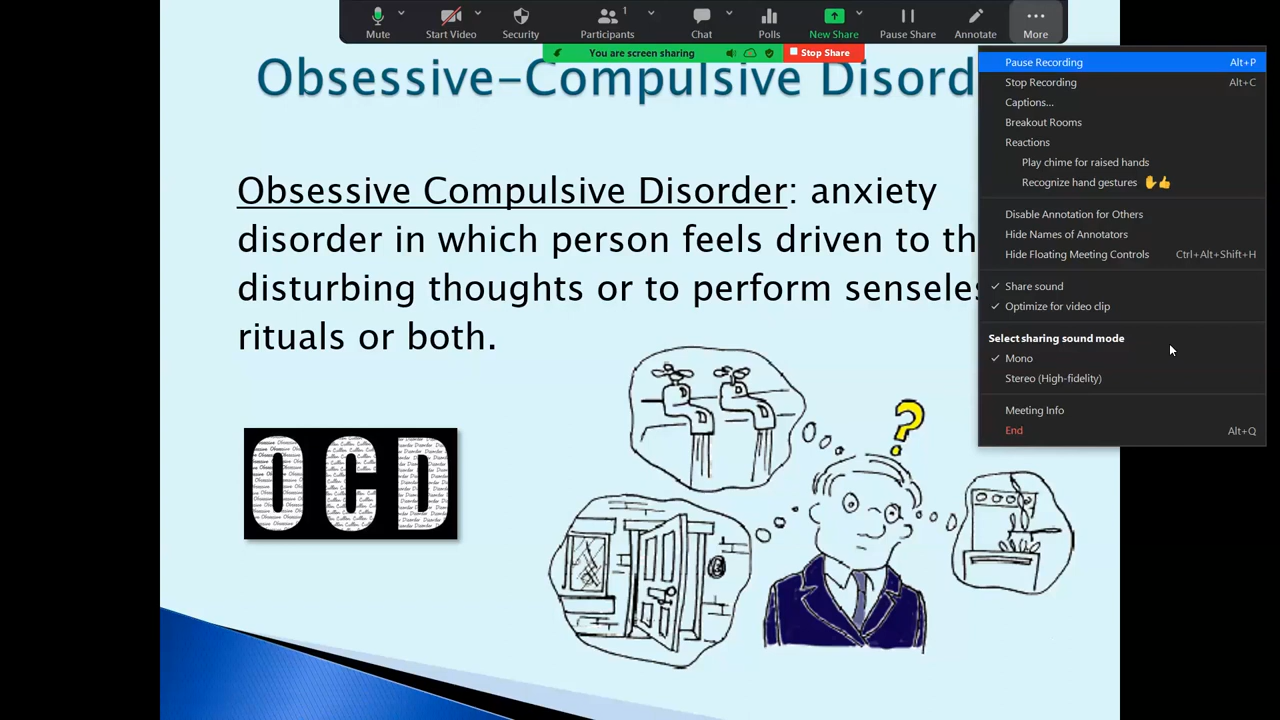 1
Mute
Start Video
Security
Participants
Chat
Polls
New Share
Pause Share
Annotate
More
You are screen sharing
Stop Share
Obsessive-Compulsive Disord
Obsessive Compulsive Disorder: anxiety
disorder in which person feels driven to th
disturbing thoughts or to perform senseles
rituals or both.
OCD
?
Pause Recording Alt+P
Stop Recording Alt+C
Captions...
Breakout Rooms
Reactions
Play chime for raised hands
Recognize hand gestures
Disable Annotation for Others
Hide Names of Annotators
Hide Floating Meeting Controls Ctrl+Alt+Shift+H
Share sound
Optimize for video clip
Select sharing sound mode
Mono
Stereo (High-fidelity)
Meeting Info
End Alt+Q